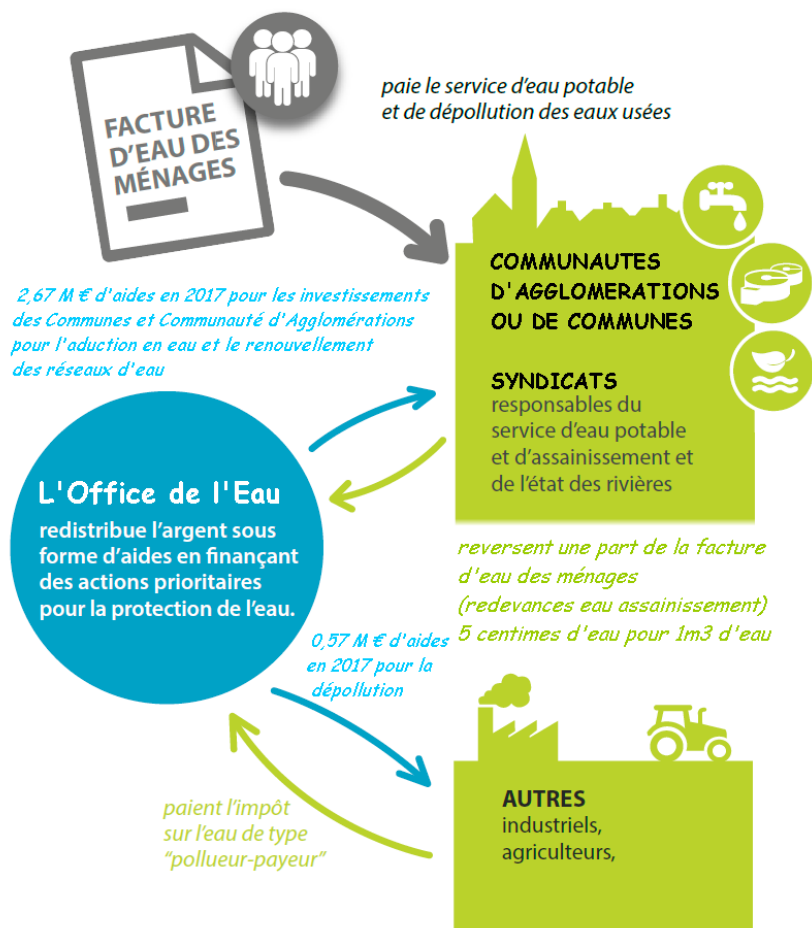 FACTURE
D'EAU DES
MÉNAGES
paie le service d'eau potable
et de dépollution des eaux usées
COMMUNAUTES
D'AGGLOMERATIONS
OU DE COMMUNES
SYNDICATS
responsables du
service d'eau potable
et d'assainissement et
de l'état des rivières
2,67 M € d'aides en 2017 pour les investissements
des Communes et Communauté d'Agglomérations
pour l'aduction en eau et le renouvellement
des réseaux d'eau
L'Office de l'Eau
redistribue l'argent sous
forme d'aides en finançant
des actions prioritaires
pour la protection de l'eau.
reversent une part de la facture
d'eau des ménages
(redevances eau assainissement)
5 centimes d'eau pour 1m3 d'eau
0,57 M € d'aides
en 2017 pour la
dépollution
paient l'impôt
sur l'eau de type
"pollueur-payeur"
AUTRES
industriels,
agriculteurs,